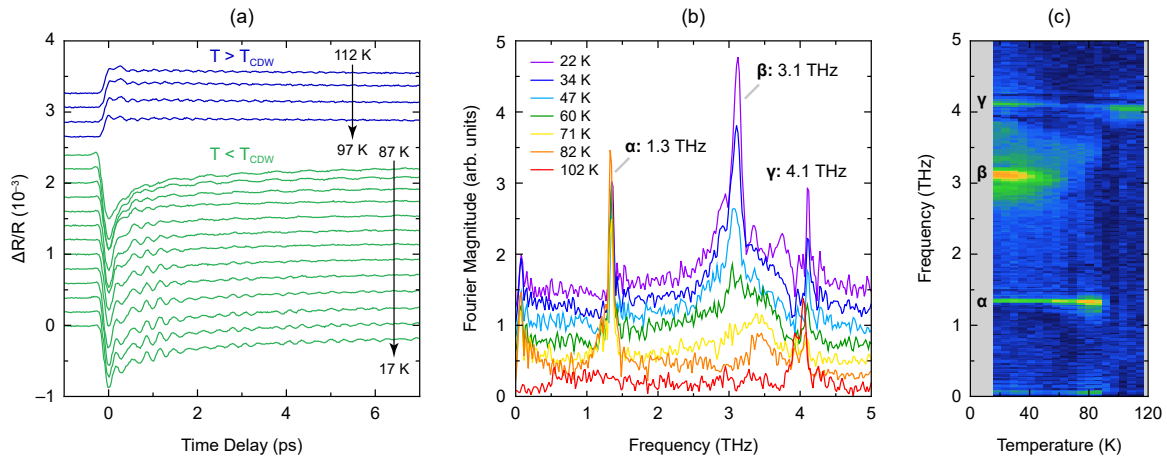 (a)
4
3
2
1
0
−1
ΔR/R (10⁻³)
T > T_CDW
112 K
97 K
T < T_CDW
87 K
17 K
0
2
4
6
Time Delay (ps)
(b)
5
4
3
2
1
0
Fourier Magnitude (arb. units)
22 K
34 K
47 K
60 K
71 K
82 K
102 K
β: 3.1 THz
α: 1.3 THz
γ: 4.1 THz
0
1
2
3
4
5
Frequency (THz)
(c)
5
4
3
2
1
0
Frequency (THz)
γ
β
α
0
40
80
120
Temperature (K)